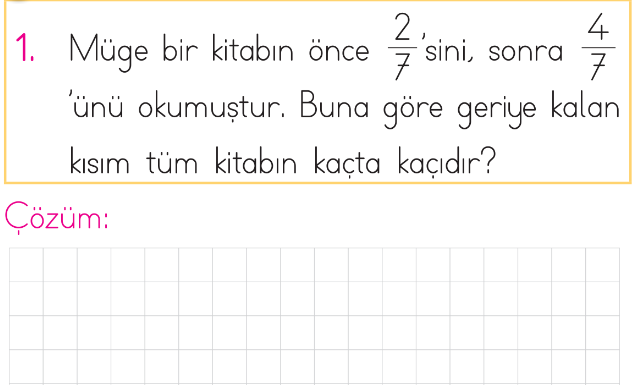 1. Müge bir kitabın önce 2/7'sini, sonra 4/7
'ünü okumuştur. Buna göre geriye kalan
kısım tüm kitabın kaçta kaçıdır?
Çözüm: